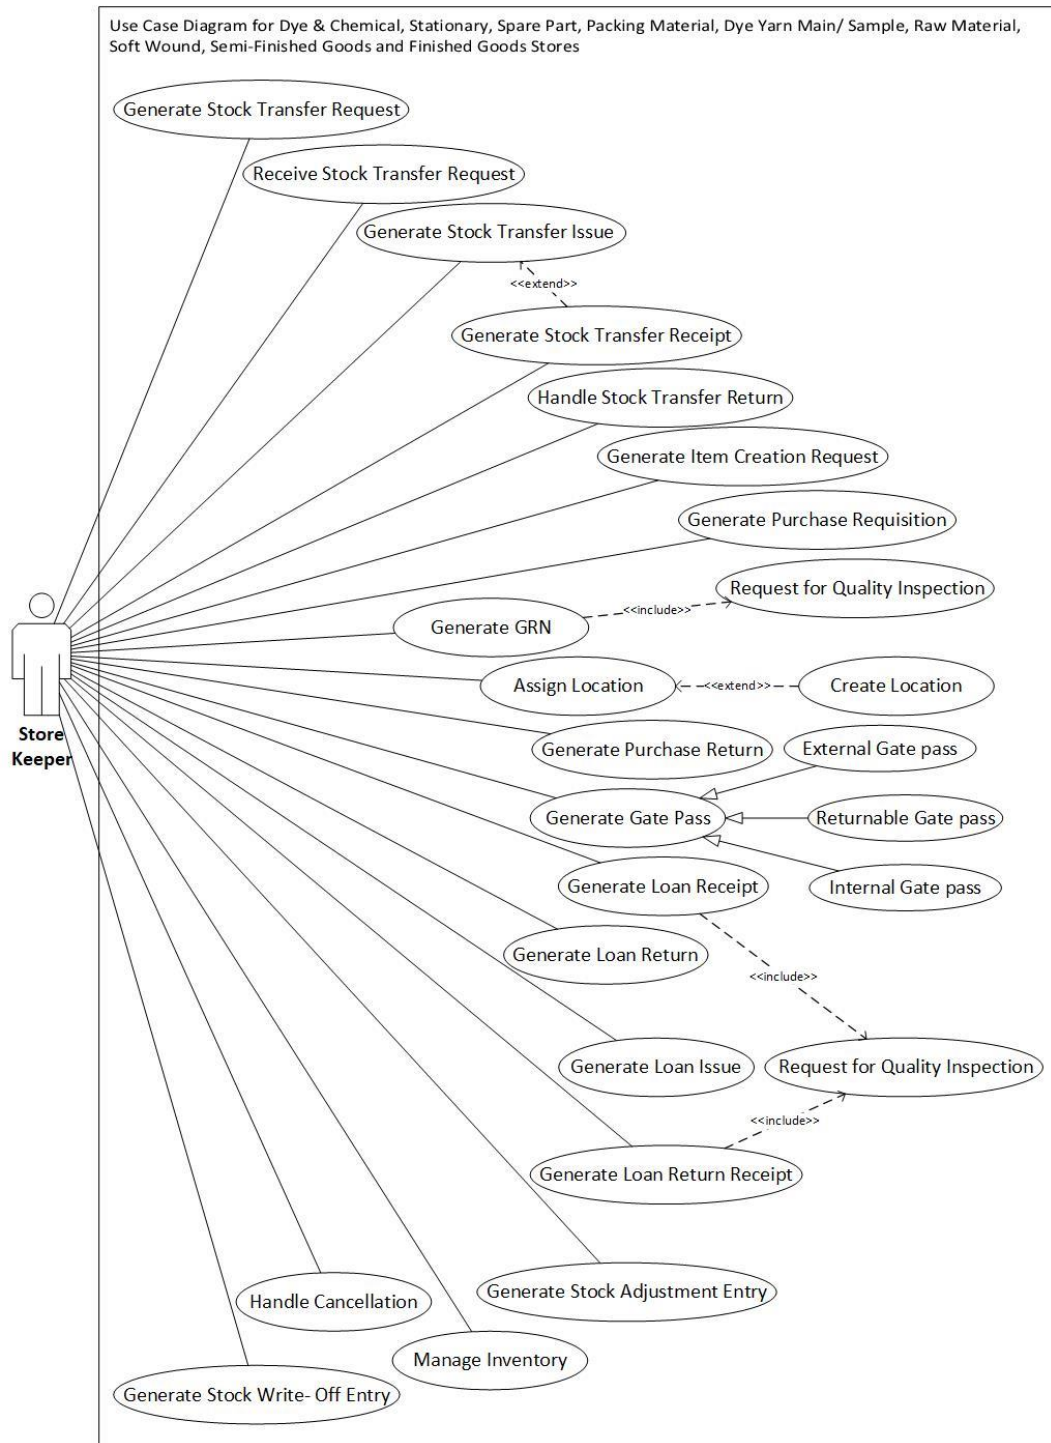 Use Case Diagram for Dye & Chemical, Stationary, Spare Part, Packing Material, Dye Yarn Main/ Sample, Raw Material,
Soft Wound, Semi-Finished Goods and Finished Goods Stores
Generate Stock Transfer Request
Receive Stock Transfer Request
Generate Stock Transfer Issue
<<extend>>
Generate Stock Transfer Receipt
Handle Stock Transfer Return
Generate Item Creation Request
Generate Purchase Requisition
Request for Quality Inspection
<<include>>
Generate GRN
Assign Location
<<extend>>
Create Location
Store
Keeper
Generate Purchase Return
External Gate pass
Generate Gate Pass
Returnable Gate pass
Generate Loan Receipt
Internal Gate pass
Generate Loan Return
<<include>>
Generate Loan Issue
Request for Quality Inspection
<<include>>
Generate Loan Return Receipt
Generate Stock Adjustment Entry
Handle Cancellation
Manage Inventory
Generate Stock Write- Off Entry